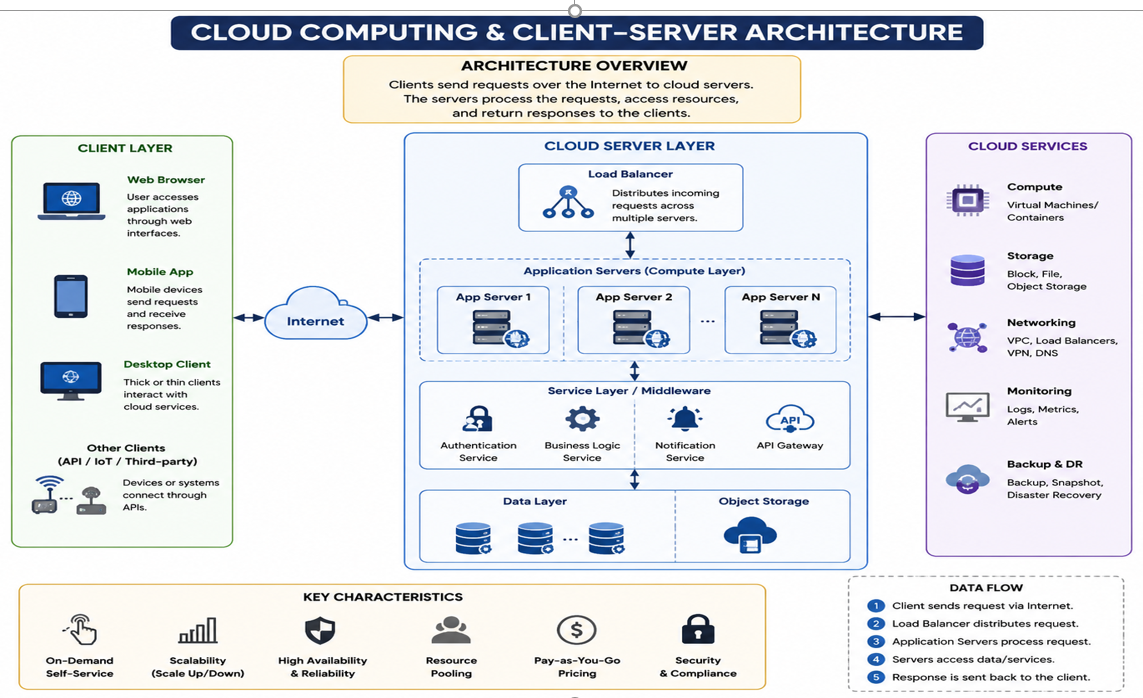 CLOUD COMPUTING & CLIENT–SERVER ARCHITECTURE
ARCHITECTURE OVERVIEW
Clients send requests over the Internet to cloud servers.
The servers process the requests, access resources,
and return responses to the clients.
CLIENT LAYER
Web Browser
User accesses
applications
through web
interfaces.
Mobile App
Mobile devices
send requests
and receive
responses.
Desktop Client
Thick or thin clients
interact with
cloud services.
Other Clients
(API / IoT / Third-party)
Devices or systems
connect through
APIs.
Internet
CLOUD SERVER LAYER
Load Balancer
Distributes incoming
requests across
multiple servers.
Application Servers (Compute Layer)
App Server 1
App Server 2
...
App Server N
Service Layer / Middleware
Authentication
Service
Business Logic
Service
Notification
Service
API
API Gateway
Data Layer
...
Object Storage
CLOUD SERVICES
Compute
Virtual Machines/
Containers
Storage
Block, File,
Object Storage
Networking
VPC, Load Balancers,
VPN, DNS
Monitoring
Logs, Metrics,
Alerts
Backup & DR
Backup, Snapshot,
Disaster Recovery
KEY CHARACTERISTICS
On-Demand
Self-Service
Scalability
(Scale Up/Down)
High Availability
& Reliability
Resource
Pooling
$
Pay-as-You-Go
Pricing
Security
& Compliance
DATA FLOW
1 Client sends request via Internet.
2 Load Balancer distributes request.
3 Application Servers process request.
4 Servers access data/services.
5 Response is sent back to the client.